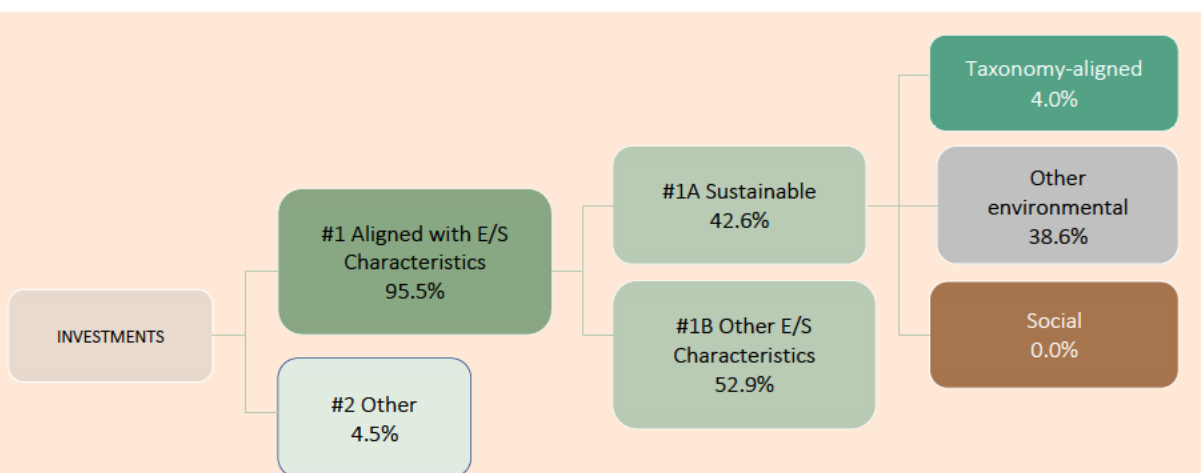 INVESTMENTS
#1 Aligned with E/S
Characteristics
95.5%
#2 Other
4.5%
#1A Sustainable
42.6%
#1B Other E/S
Characteristics
52.9%
Taxonomy-aligned
4.0%
Other
environmental
38.6%
Social
0.0%